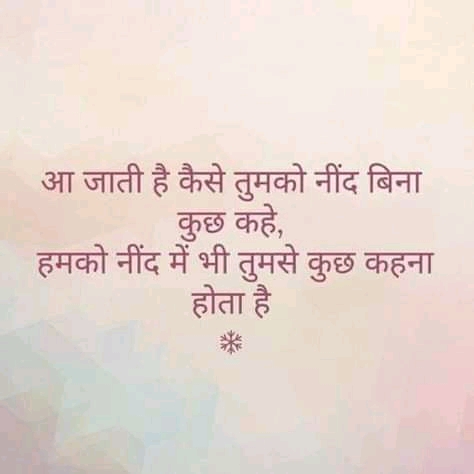 आ जाती है कैसे तुमको नींद बिना
कुछ कहे,
हमको नींद में भी तुमसे कुछ कहना
होता है